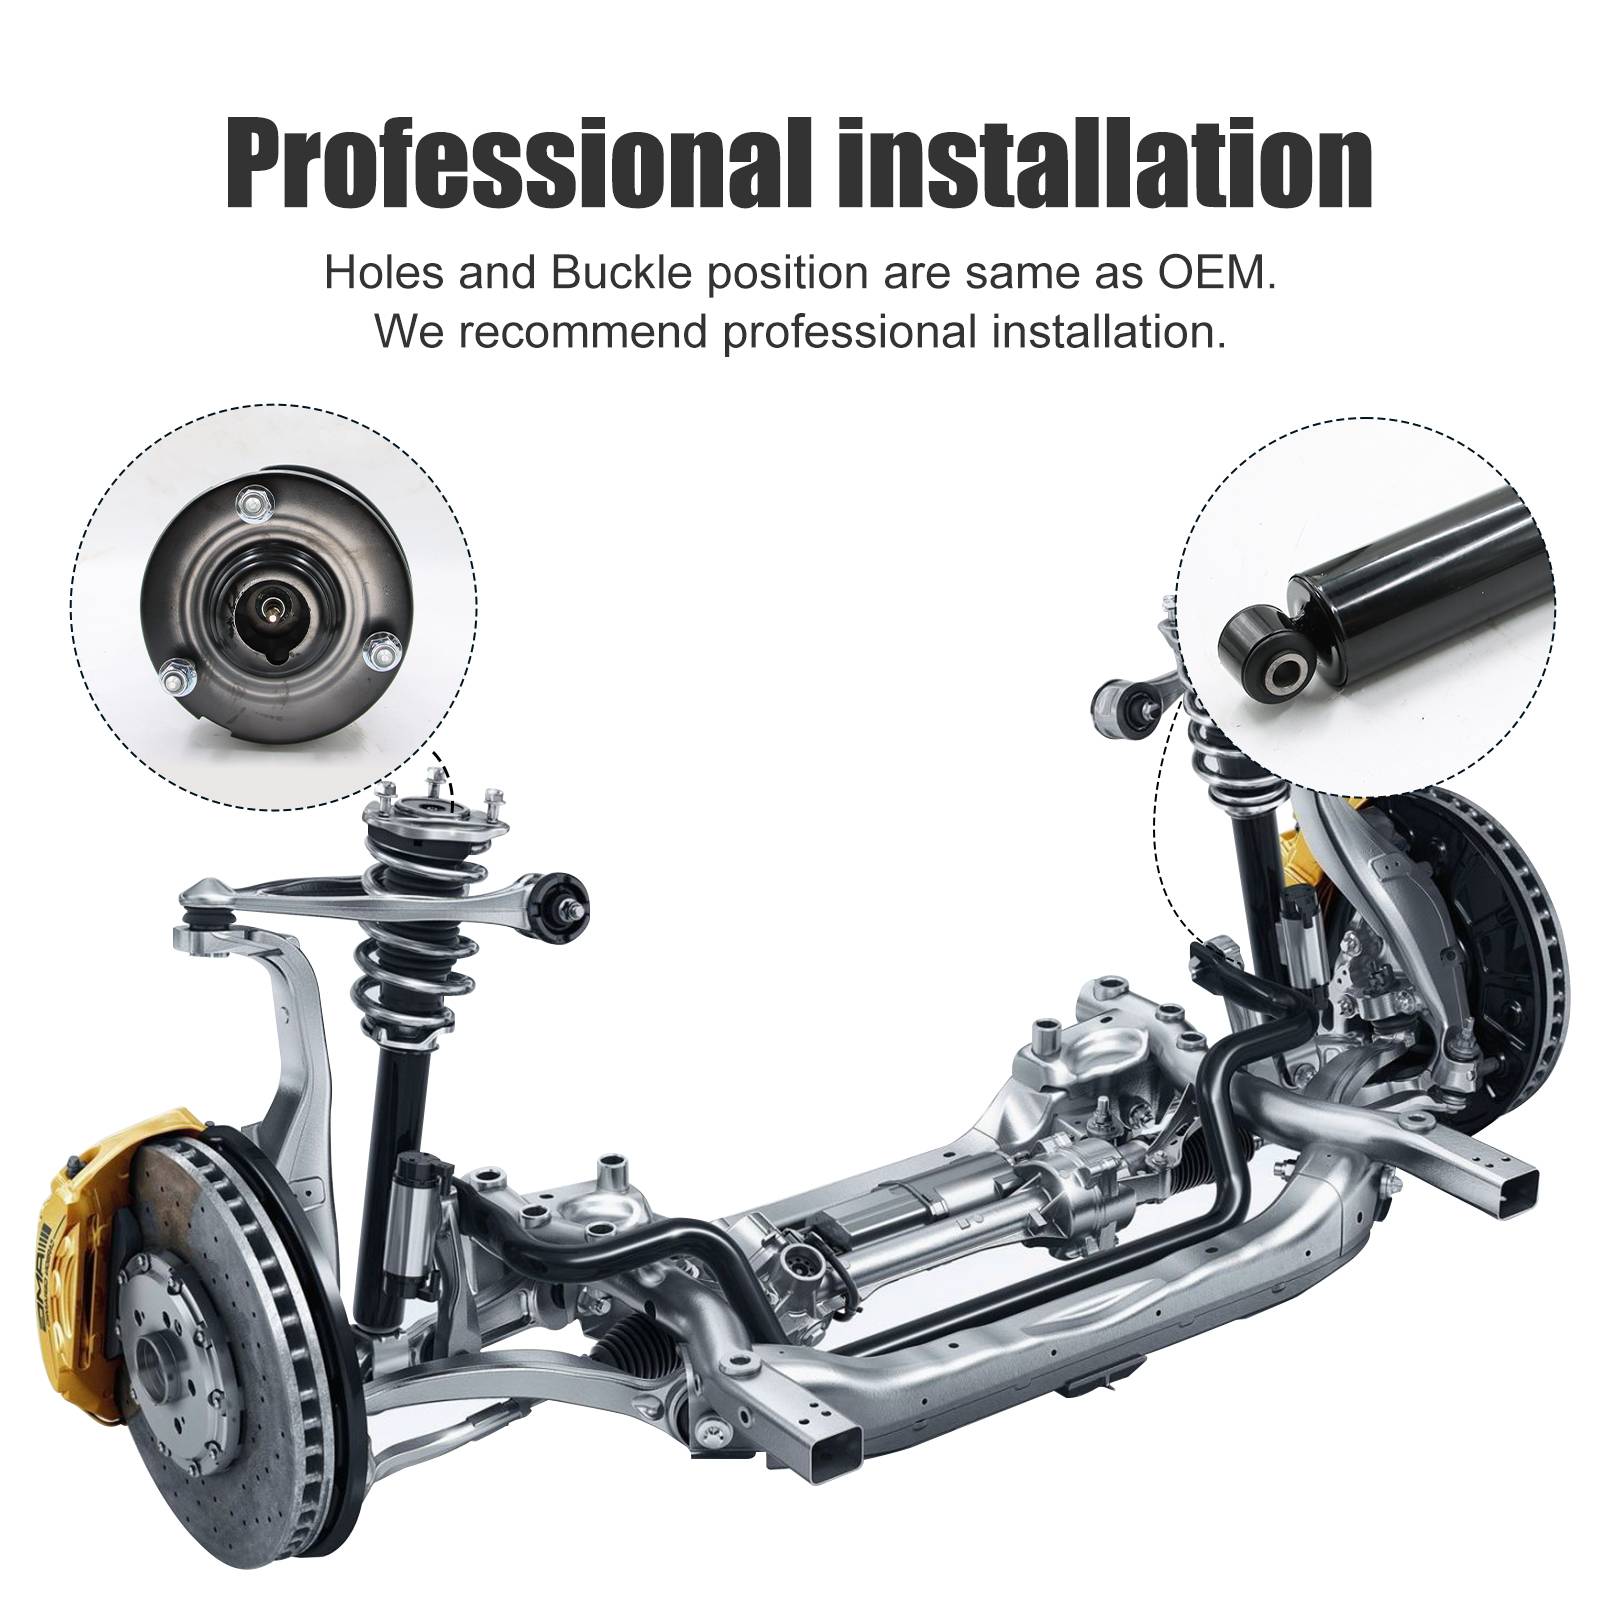 Professional installation
Holes and Buckle position are same as OEM.
We recommend professional installation.